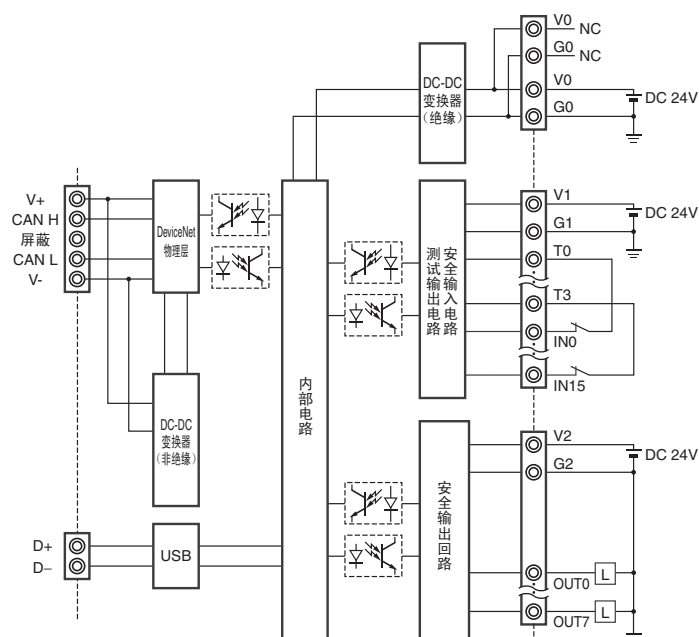 V0 NC
G0 NC
V0
G0
DC 24V
DC-DC
变换器
（绝缘）
V+
CAN H
屏蔽
CAN L
V-
DeviceNet
物理层
DC-DC
变换器
（非绝缘）
D+
D−
USB
内部电路
安全输入电路
测试输出电路
V1
G1
T0
T3
IN0
IN15
DC 24V
安全输出回路
V2
G2
DC 24V
OUT0
L
OUT7
L